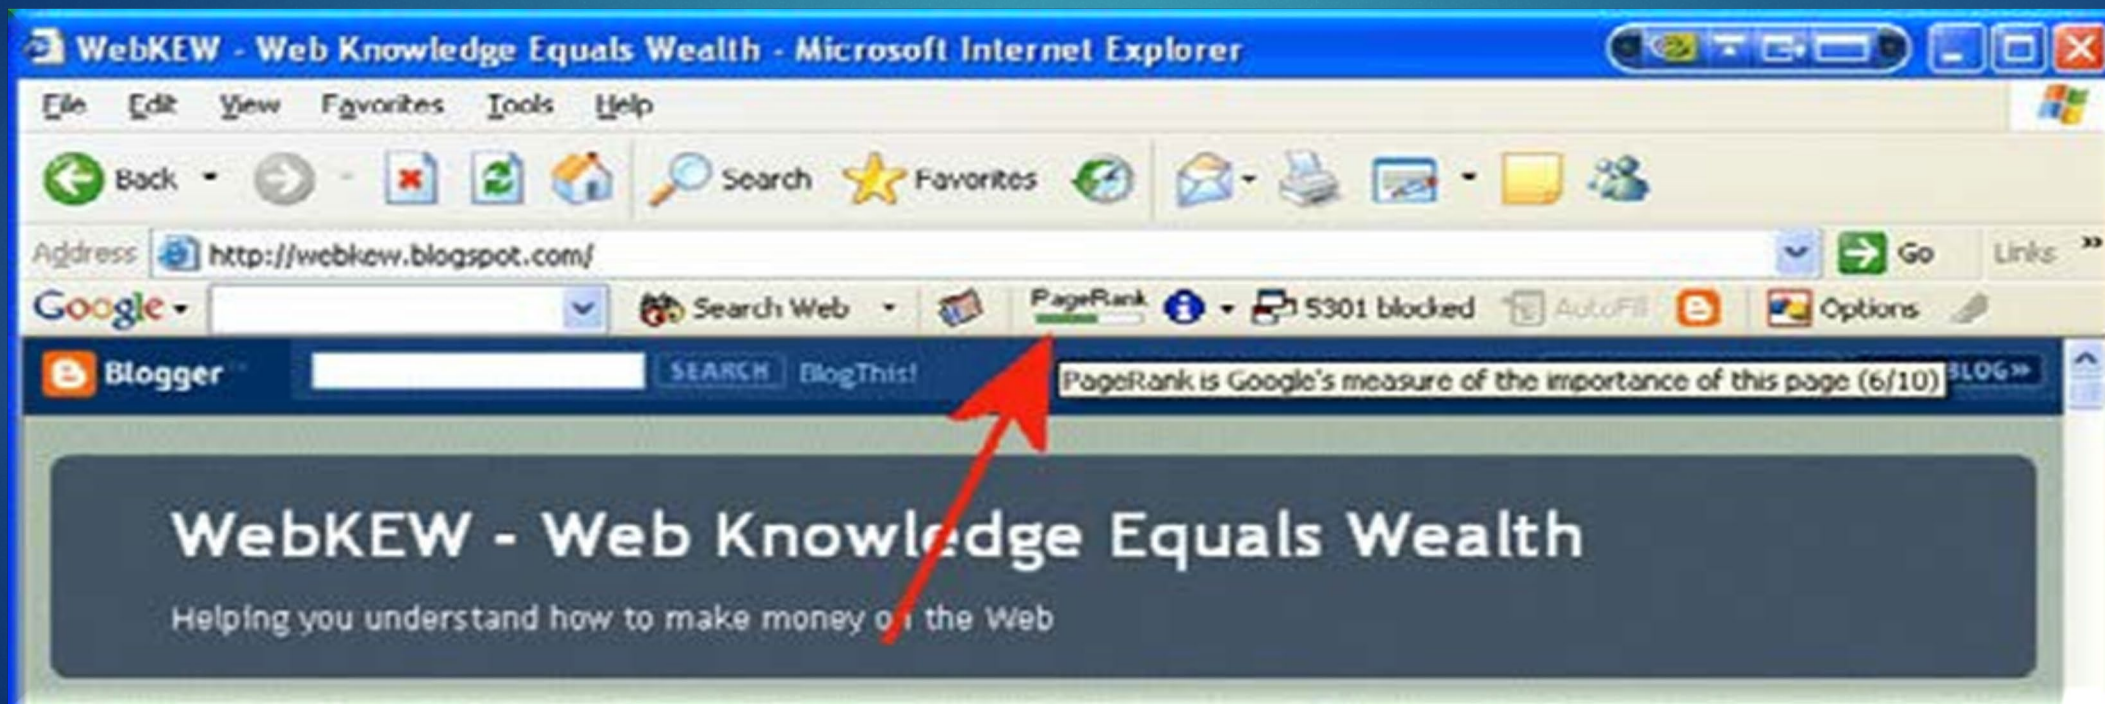 WebKEW - Web Knowledge Equals Wealth - Microsoft Internet Explorer
File Edit View Favorites Tools Help
Back Search Favorites
Address http://webkew.blogspot.com/ Go Links »
Google Search Web PageRank 5301 blocked AutoFill Options
Blogger SEARCH BlogThis! PageRank is Google's measure of the importance of this page (6/10) BLOG»
WebKEW - Web Knowledge Equals Wealth
Helping you understand how to make money on the Web